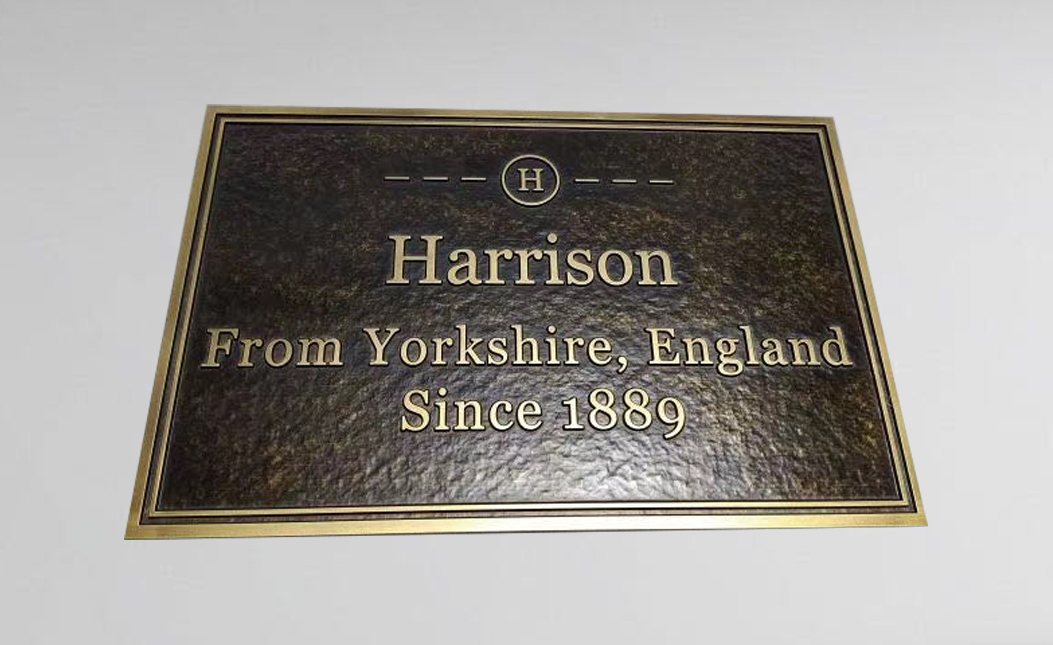 H
Harrison
From Yorkshire, England
Since 1889